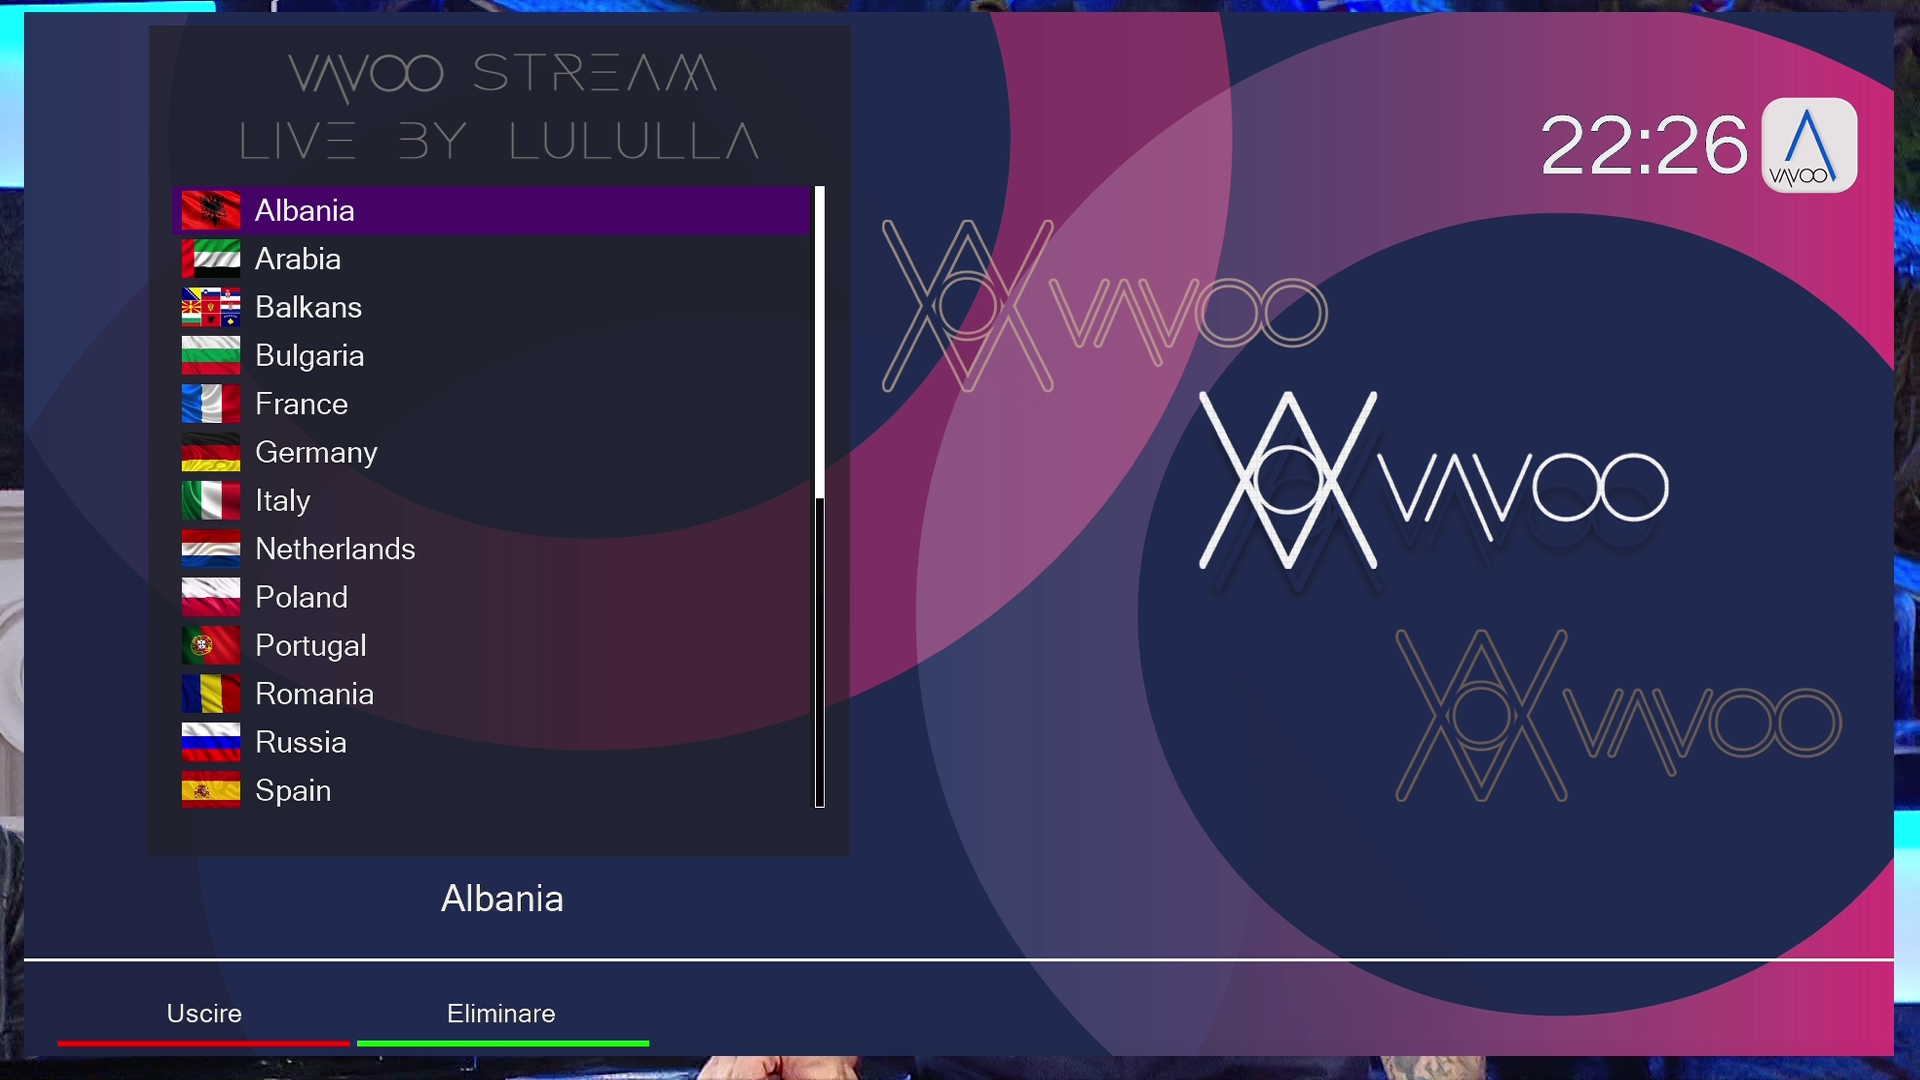 VAVOO STREAM
LIVE BY LULULLA
22:26
VAVOO
Albania
Arabia
Balkans
Bulgaria
France
Germany
Italy
Netherlands
Poland
Portugal
Romania
Russia
Spain
VAVOO
VAVOO
VAVOO
Albania
Uscire
Eliminare